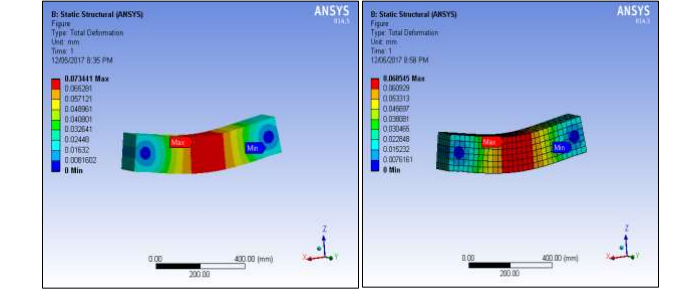 B: Static Structural (ANSYS)
Figure
Type: Total Deformation
Unit: mm
Time: 1
12/05/2017 8:35 PM
ANSYS
R14.5
0.073441 Max
0.065281
0.057121
0.048961
0.040801
0.032641
0.02448
0.01632
0.0081602
0 Min
Max
Min
0.00
400.00 (mm)
200.00
Z
X
Y
B: Static Structural (ANSYS)
Figure
Type: Total Deformation
Unit: mm
Time: 1
12/05/2017 8:58 PM
ANSYS
R14.5
0.068545 Max
0.060929
0.053313
0.045697
0.038081
0.030465
0.022848
0.015232
0.0076161
0 Min
Max
Min
0.00
400.00 (mm)
200.00
Z
X
Y